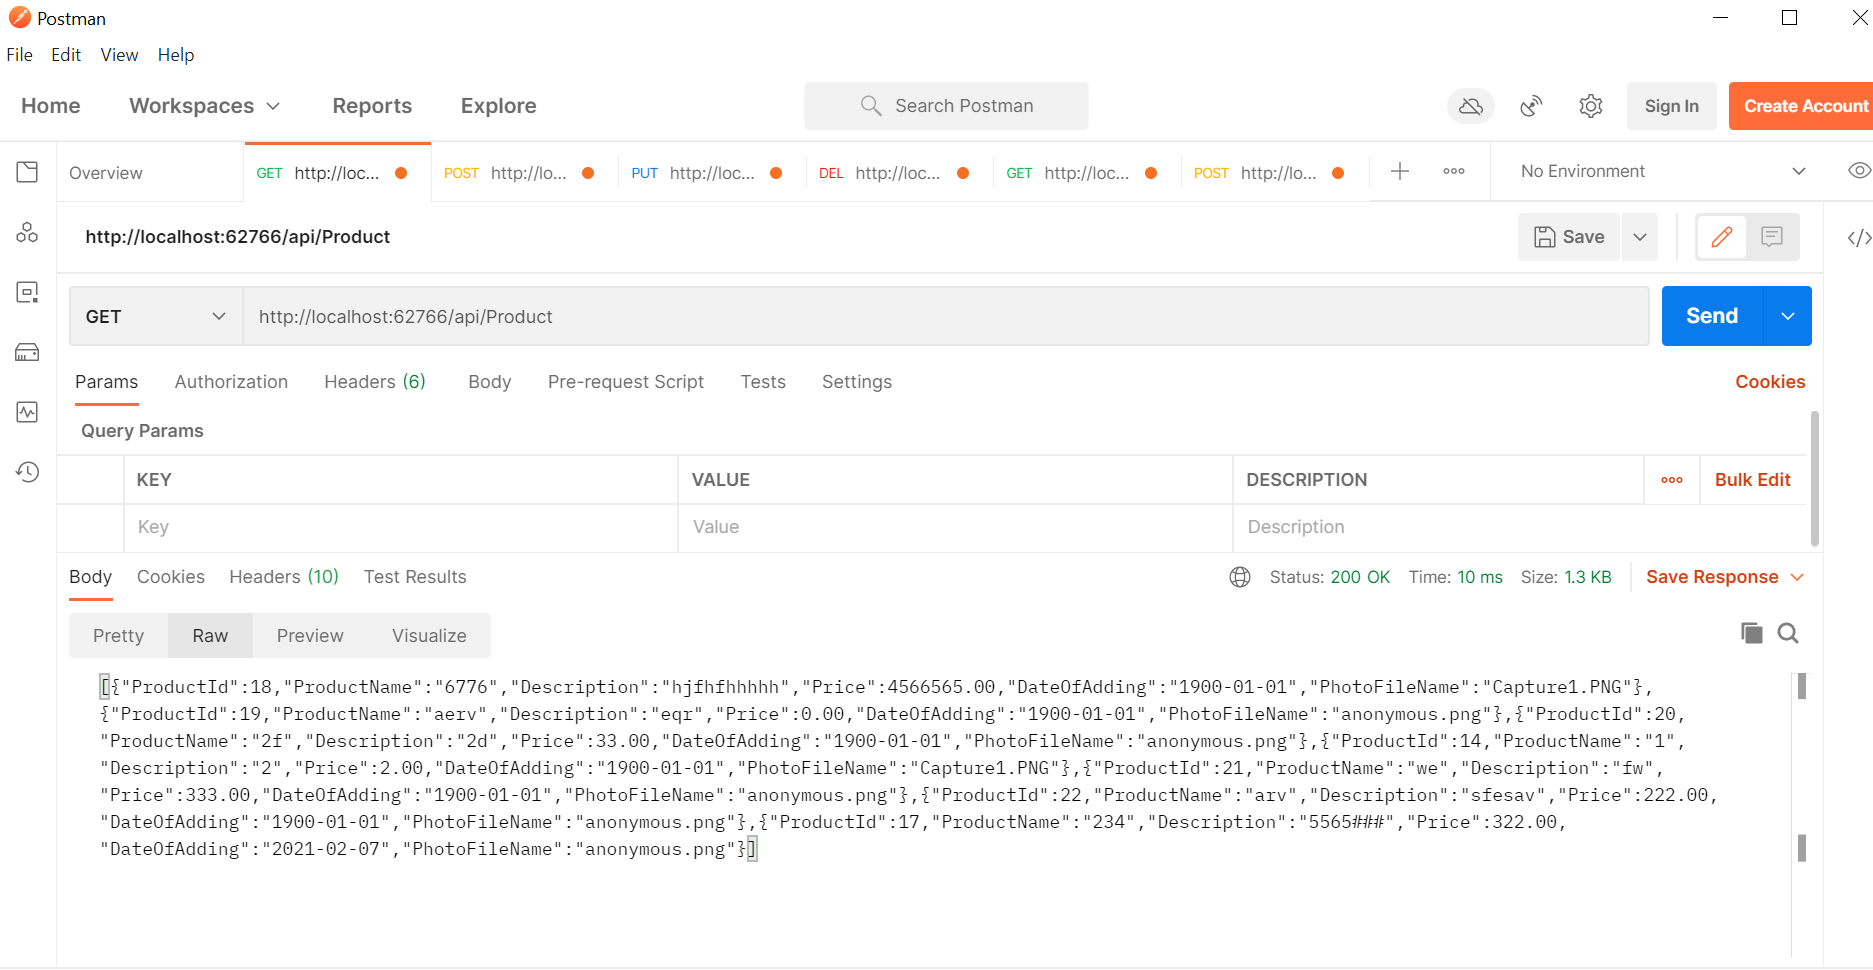 Postman
File Edit View Help
Home Workspaces Reports Explore Search Postman Sign In Create Account
Overview GET http://loc... POST http://lo... PUT http://loc... DEL http://loc... GET http://loc... POST http://lo... No Environment
http://localhost:62766/api/Product Save
GET http://localhost:62766/api/Product Send
Params Authorization Headers (6) Body Pre-request Script Tests Settings Cookies
Query Params
KEY VALUE DESCRIPTION Bulk Edit
Key Value Description
Body Cookies Headers (10) Test Results Status: 200 OK Time: 10 ms Size: 1.3 KB Save Response
Pretty Raw Preview Visualize
[{"ProductId":18,"ProductName":"6776","Description":"hjfhfhhhhh","Price":4566565.00,"DateOfAdding":"1900-01-01","PhotoFileName":"Capture1.PNG"},
{"ProductId":19,"ProductName":"aerv","Description":"eqr","Price":0.00,"DateOfAdding":"1900-01-01","PhotoFileName":"anonymous.png"},{"ProductId":20,
"ProductName":"2f","Description":"2d","Price":33.00,"DateOfAdding":"1900-01-01","PhotoFileName":"anonymous.png"},{"ProductId":14,"ProductName":"1",
"Description":"2","Price":2.00,"DateOfAdding":"1900-01-01","PhotoFileName":"Capture1.PNG"},{"ProductId":21,"ProductName":"we","Description":"fw",
"Price":333.00,"DateOfAdding":"1900-01-01","PhotoFileName":"anonymous.png"},{"ProductId":22,"ProductName":"arv","Description":"sfesav","Price":222.00,
"DateOfAdding":"1900-01-01","PhotoFileName":"anonymous.png"},{"ProductId":17,"ProductName":"234","Description":"5565###","Price":322.00,
"DateOfAdding":"2021-02-07","PhotoFileName":"anonymous.png"}]